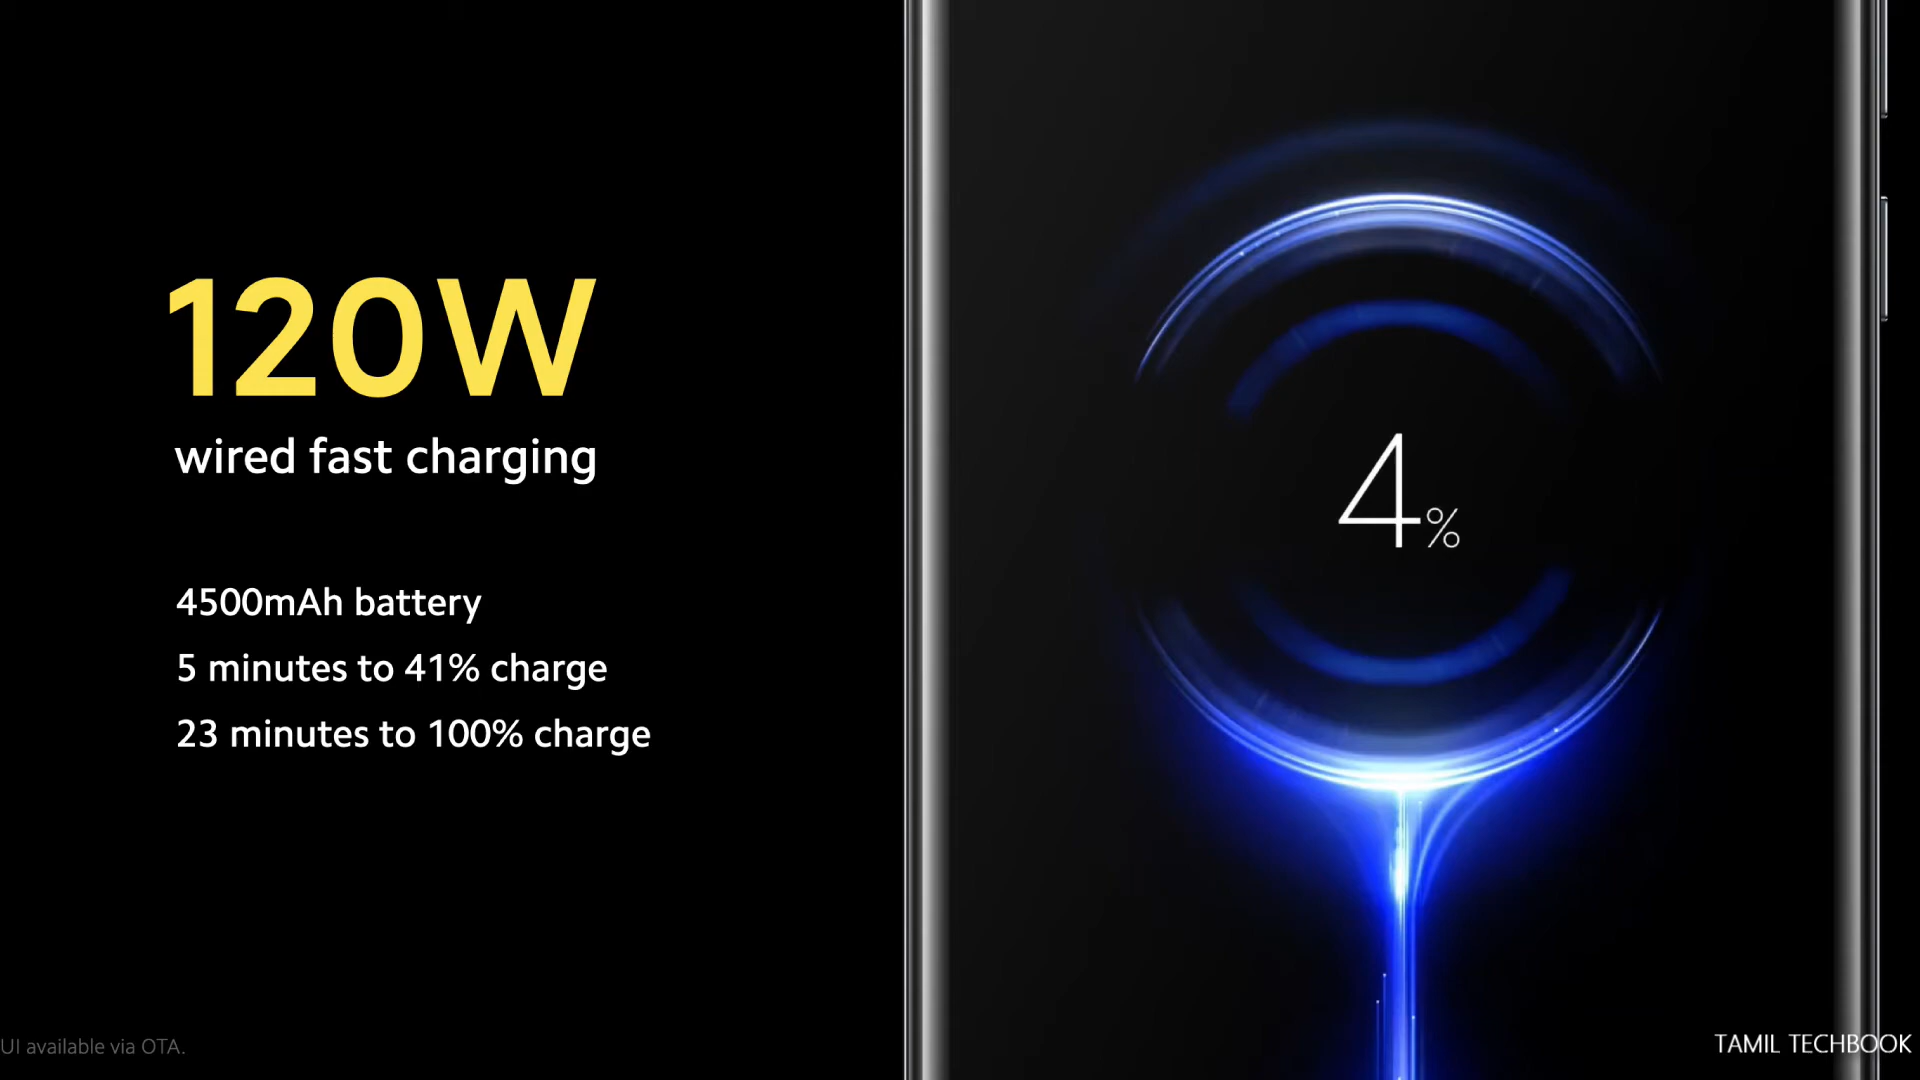 120W
wired fast charging
4500mAh battery
5 minutes to 41% charge
23 minutes to 100% charge
4%
UI available via OTA.
TAMIL TECHBOOK